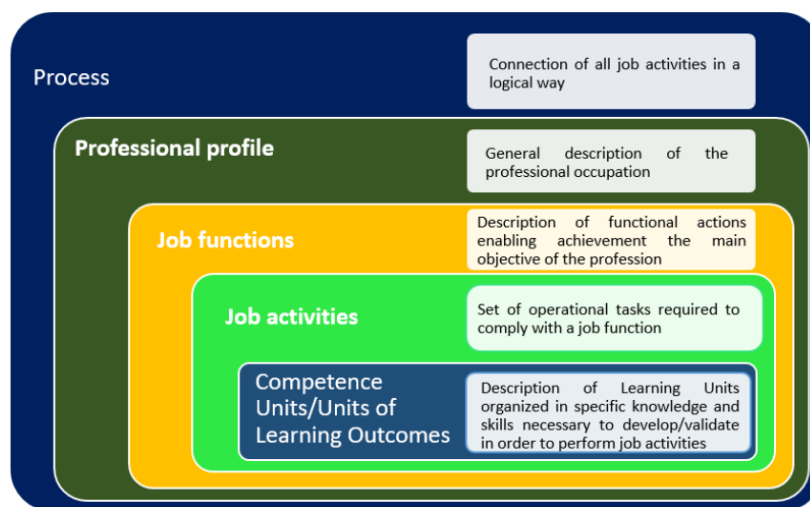 Process
Connection of all job activities in a
logical way
Professional profile
General description of the
professional occupation
Job functions
Description of functional actions
enabling achievement the main
objective of the profession
Job activities
Set of operational tasks required to
comply with a job function
Competence
Units/Units of
Learning Outcomes
Description of Learning Units
organized in specific knowledge and
skills necessary to develop/validate
in order to perform job activities